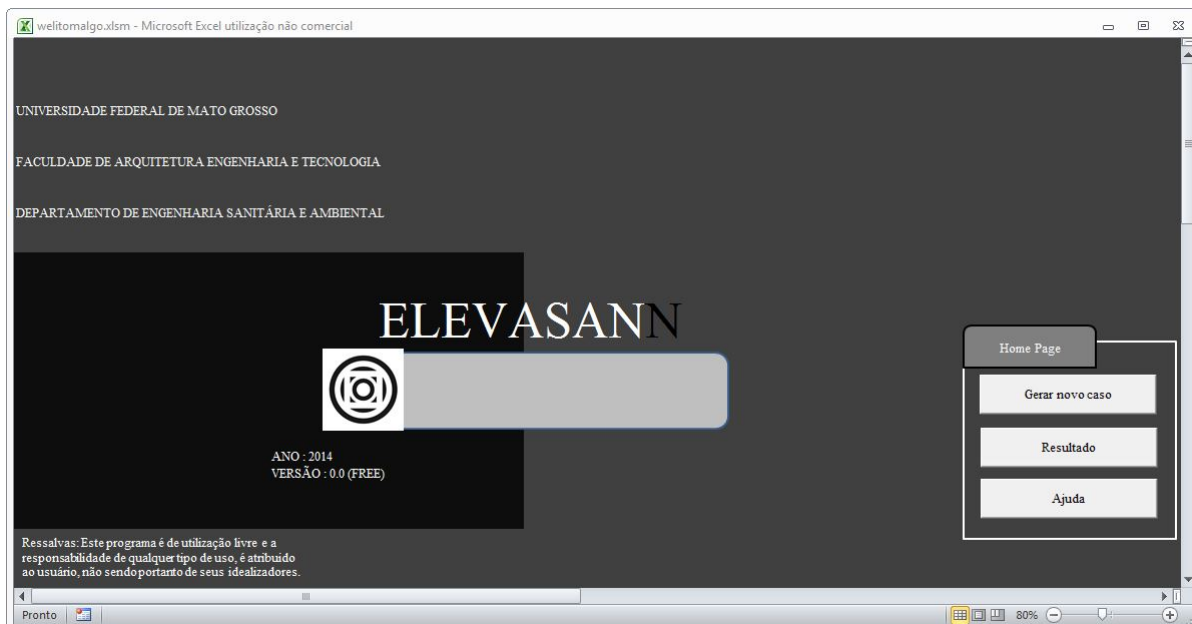 welitomalgo.xlsm - Microsoft Excel utilização não comercial
UNIVERSIDADE FEDERAL DE MATO GROSSO
FACULDADE DE ARQUITETURA ENGENHARIA E TECNOLOGIA
DEPARTAMENTO DE ENGENHARIA SANITÁRIA E AMBIENTAL
ELEVASANN
Home Page
Gerar novo caso
Resultado
Ajuda
ANO : 2014
VERSÃO : 0.0 (FREE)
Ressalvas: Este programa é de utilização livre e a
responsabilidade de qualquer tipo de uso, é atribuido
ao usuário, não sendo portanto de seus idealizadores.
Pronto
80%